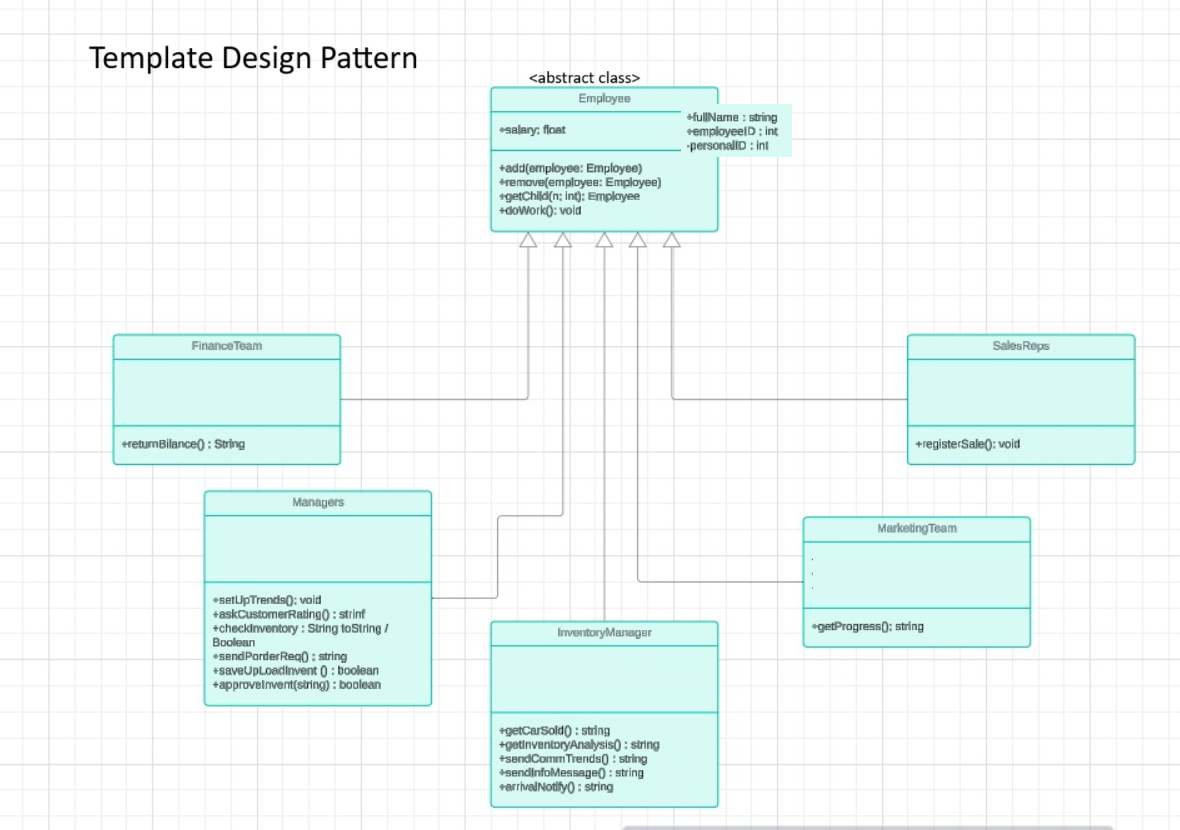 Template Design Pattern
<abstract class>
Employee
+salary: float
+fullName : string
+employeeID : int
-personalID : int
+add(employee: Employee)
+remove(employee: Employee)
+getChild(n: int): Employee
+doWork(): void
FinanceTeam
+returnBilance() : String
SalesReps
+registerSale(): void
Managers
+setUpTrends(): void
+askCustomerRating() : strinf
+checkInventory : String toString /
Boolean
+sendPorderReq() : string
+saveUpLoadInvent () : boolean
+approveInvent(string) : boolean
MarketingTeam
.
.
.
+getProgress(): string
InventoryManager
+getCarSold() : string
+getInventoryAnalysis() : string
+sendCommTrends() : string
+sendInfoMessage() : string
+arrivalNotify() : string